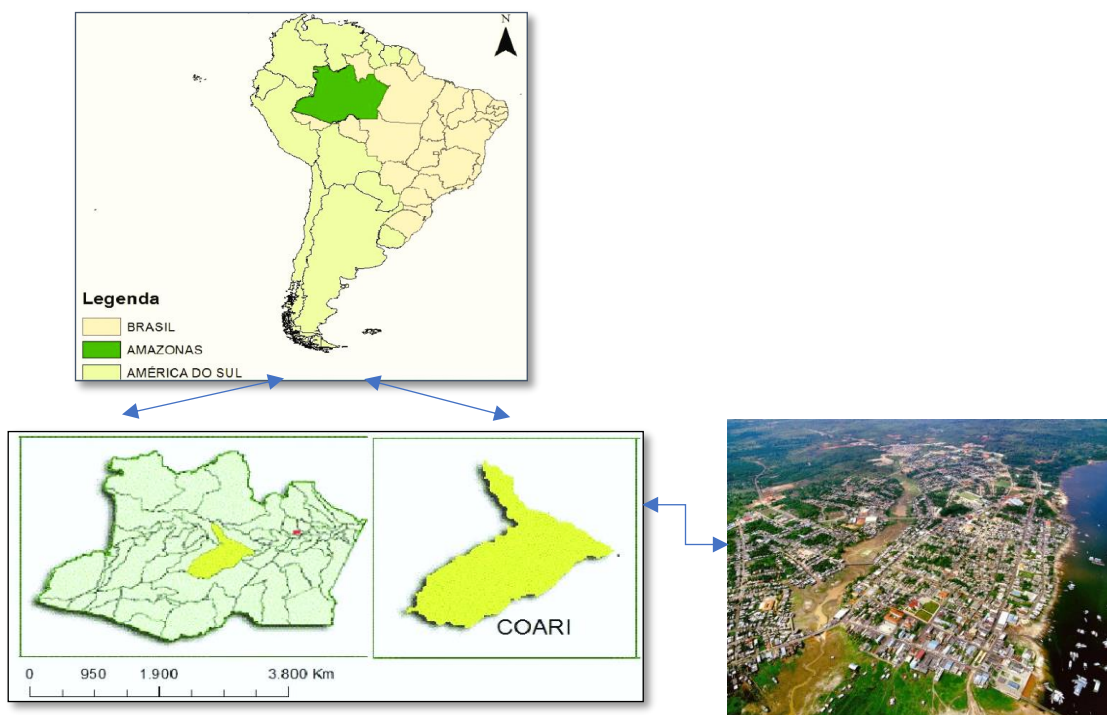 N
Legenda
BRASIL
AMAZONAS
AMÉRICA DO SUL
COARI
0 950 1.900 3.800 Km